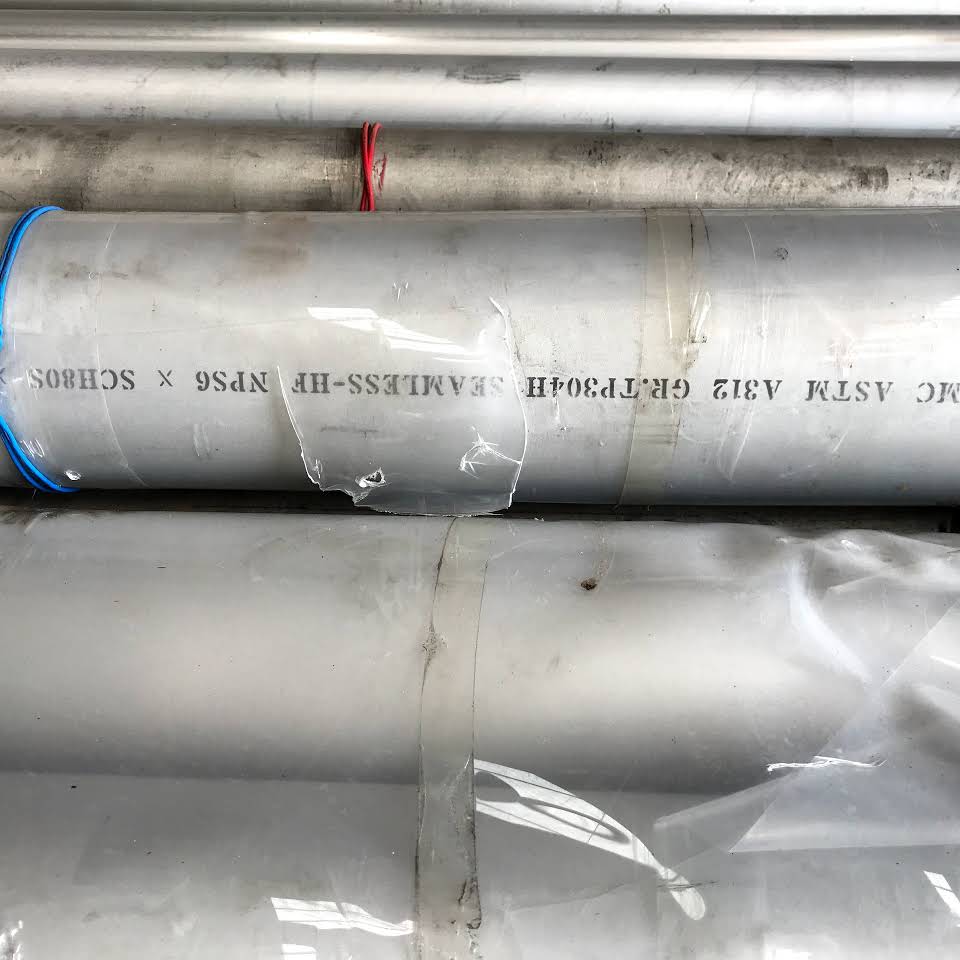 MC ASTM A312 GR.TP304H SEAMLESS-HF NPS6 × SCH80S ×